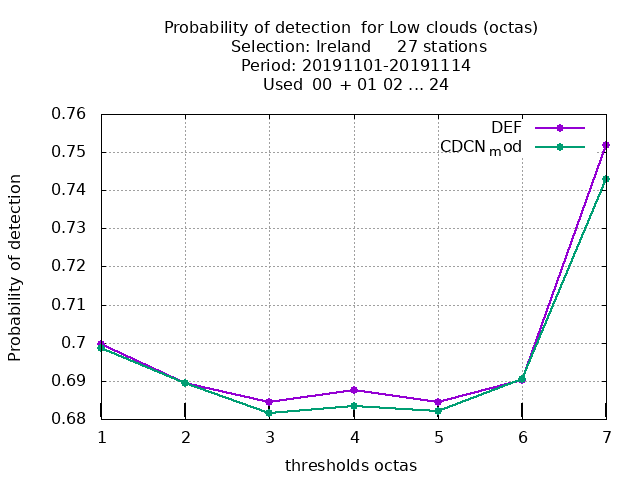 Probability of detection  for Low clouds (octas)
Selection: Ireland     27 stations
Period: 20191101-20191114
Used  00  + 01 02 ... 24
DEF
CDCNmod
0.76
0.75
0.74
0.73
0.72
0.71
0.7
0.69
0.68
Probability of detection
1 2 3 4 5 6 7
thresholds octas